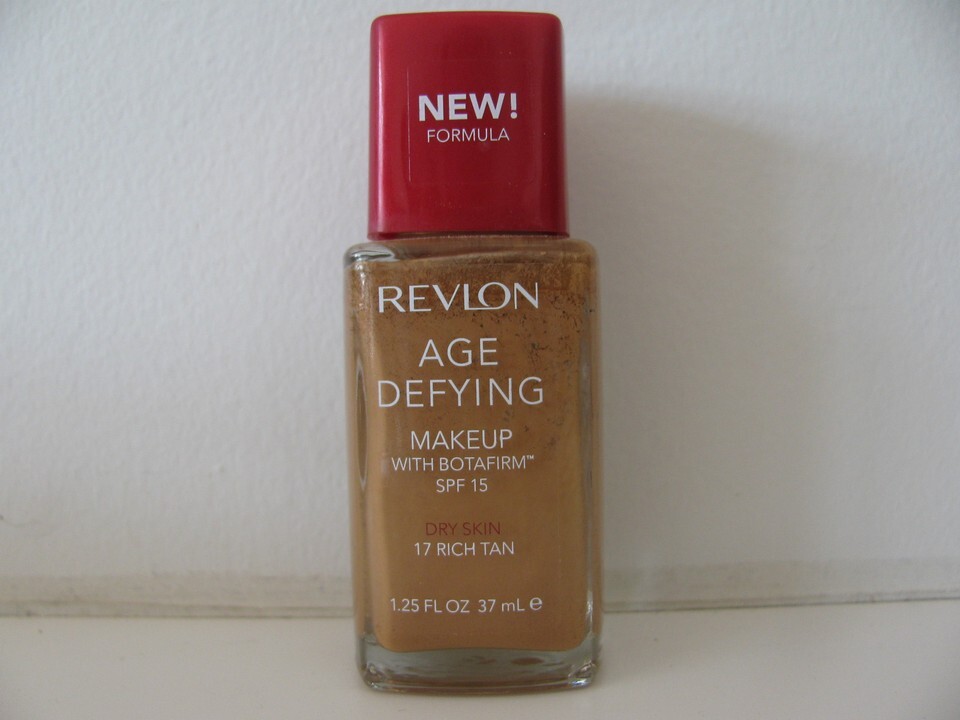 NEW!
FORMULA
REVLON
AGE
DEFYING
MAKEUP
WITH BOTAFIRM™
SPF 15
DRY SKIN
17 RICH TAN
1.25 FL OZ 37 mL ℮